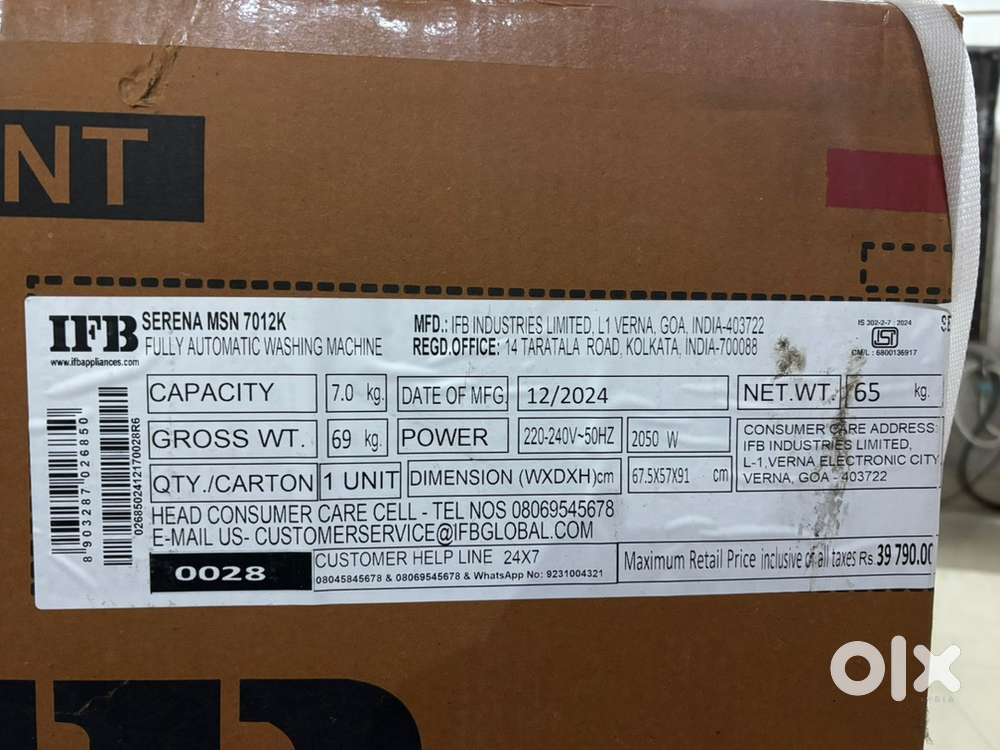 NT
IFB
www.ifbappliances.com
SERENA MSN 7012K
FULLY AUTOMATIC WASHING MACHINE
MFD.: IFB INDUSTRIES LIMITED, L1 VERNA, GOA, INDIA-403722
REGD.OFFICE: 14 TARATALA ROAD, KOLKATA, INDIA-700088
IS 302-2-7 : 2024
ISI
CM/L : 6800136917
SE
CAPACITY 7.0 kg. DATE OF MFG. 12/2024 NET.WT. 65 kg.
GROSS WT. 69 kg. POWER 220-240V~50HZ 2050 W
QTY./CARTON 1 UNIT DIMENSION (WXDXH)cm 67.5X57X91 cm
CONSUMER CARE ADDRESS:
IFB INDUSTRIES LIMITED,
L-1,VERNA ELECTRONIC CITY
VERNA, GOA - 403722
8903287026850
0268502412170028R6
HEAD CONSUMER CARE CELL - TEL NOS 08069545678
E-MAIL US- CUSTOMERSERVICE@IFBGLOBAL.COM
0028
CUSTOMER HELP LINE 24X7
08045845678 & 08069545678 & WhatsApp No: 9231004321
Maximum Retail Price inclusive of all taxes Rs.39 790.00
olx